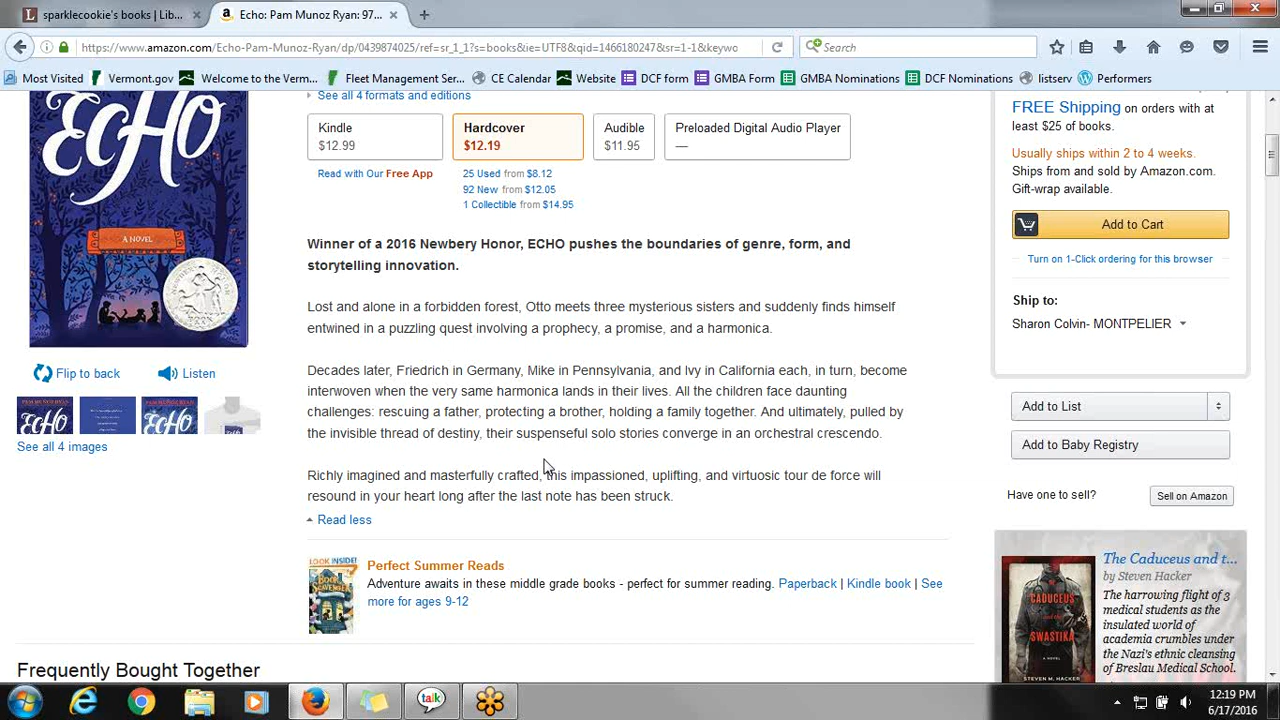 sparklecookie's books | Lib...
Echo: Pam Munoz Ryan: 97...
https://www.amazon.com/Echo-Pam-Munoz-Ryan/dp/0439874025/ref=sr_1_1?s=books&ie=UTF8&qid=1466180247&sr=1-1&keywo
Search
Most Visited
Vermont.gov
Welcome to the Verm...
Fleet Management Ser...
CE Calendar
Website
DCF form
GMBA Form
GMBA Nominations
DCF Nominations
listserv
Performers
ECHO
A NOVEL
Flip to back
Listen
See all 4 images
See all 4 formats and editions
Kindle
$12.99
Hardcover
$12.19
Audible
$11.95
Preloaded Digital Audio Player
—
Read with Our Free App
25 Used from $8.12
92 New from $12.05
1 Collectible from $14.95
Winner of a 2016 Newbery Honor, ECHO pushes the boundaries of genre, form, and
storytelling innovation.
Lost and alone in a forbidden forest, Otto meets three mysterious sisters and suddenly finds himself
entwined in a puzzling quest involving a prophecy, a promise, and a harmonica.
Decades later, Friedrich in Germany, Mike in Pennsylvania, and Ivy in California each, in turn, become
interwoven when the very same harmonica lands in their lives. All the children face daunting
challenges: rescuing a father, protecting a brother, holding a family together. And ultimately, pulled by
the invisible thread of destiny, their suspenseful solo stories converge in an orchestral crescendo.
Richly imagined and masterfully crafted, this impassioned, uplifting, and virtuosic tour de force will
resound in your heart long after the last note has been struck.
Read less
LOOK INSIDE!
BOOK
SCAVENGER
Perfect Summer Reads
Adventure awaits in these middle grade books - perfect for summer reading. Paperback | Kindle book | See
more for ages 9-12
Frequently Bought Together
FREE Shipping on orders with at
least $25 of books.
Usually ships within 2 to 4 weeks.
Ships from and sold by Amazon.com.
Gift-wrap available.
Add to Cart
Turn on 1-Click ordering for this browser
Ship to:
Sharon Colvin- MONTPELIER
Add to List
Add to Baby Registry
Have one to sell?
Sell on Amazon
THE
CADUCEUS
and the
SWASTIKA
A NOVEL
STEVEN M. HACKER
The Caduceus and t...
by Steven Hacker
The harrowing flight of 3
medical students as the
insulated world of
academia crumbles under
the Nazi's ethnic cleansing
of Breslau Medical School.
talk
12:19 PM
6/17/2016